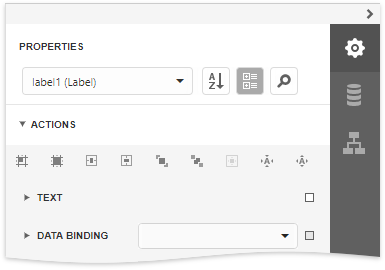 PROPERTIES
label1 (Label)
A
Z
ACTIONS
A
A
TEXT
DATA BINDING